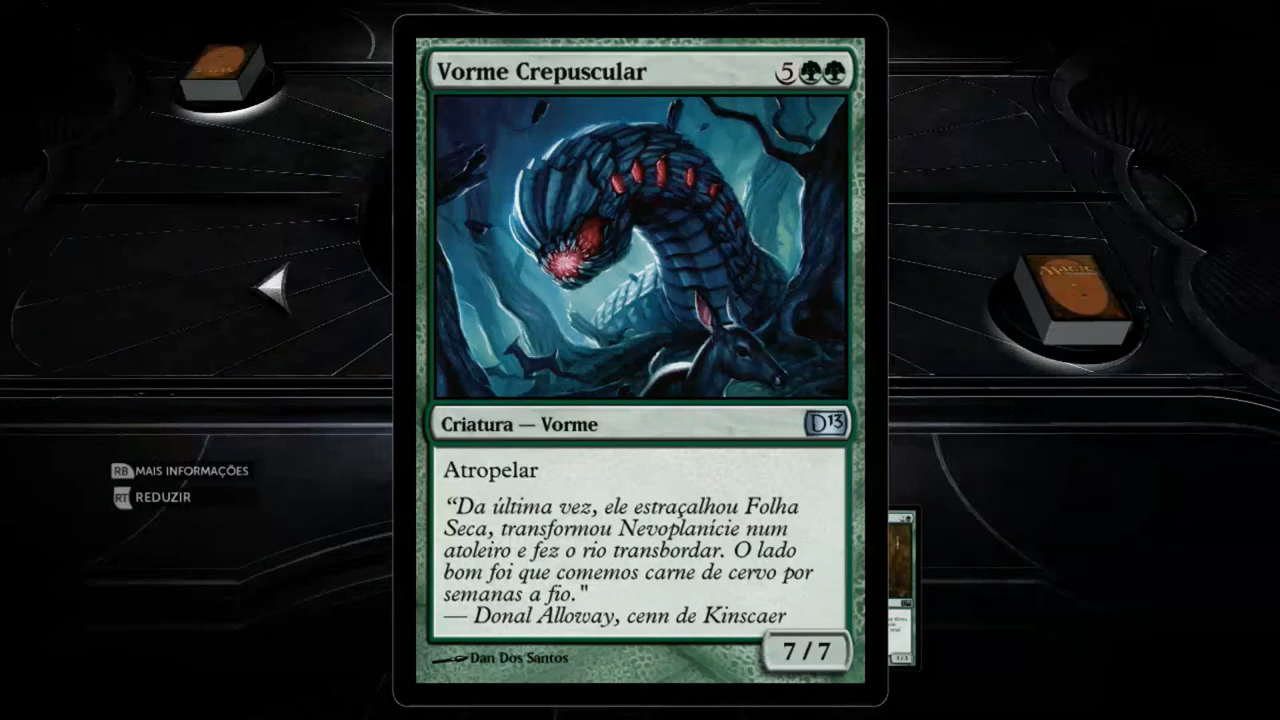 Vorme Crepuscular 5
Criatura — Vorme D13
Atropelar
“Da última vez, ele estraçalhou Folha
Seca, transformou Nevoplanície num
atoleiro e fez o rio transbordar. O lado
bom foi que comemos carne de cervo por
semanas a fio."
— Donal Alloway, cenn de Kinscaer
7 / 7
Dan Dos Santos
RB MAIS INFORMAÇÕES
RT REDUZIR
MAGIC